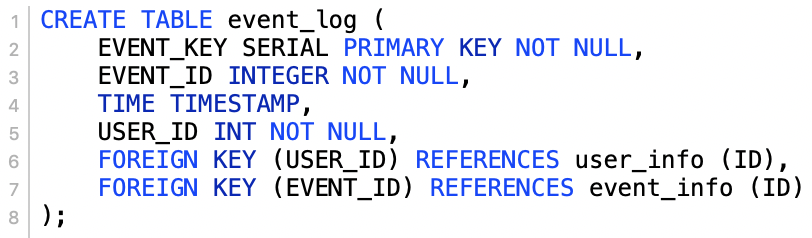 1 CREATE TABLE event_log (
2     EVENT_KEY SERIAL PRIMARY KEY NOT NULL,
3     EVENT_ID INTEGER NOT NULL,
4     TIME TIMESTAMP,
5     USER_ID INT NOT NULL,
6     FOREIGN KEY (USER_ID) REFERENCES user_info (ID),
7     FOREIGN KEY (EVENT_ID) REFERENCES event_info (ID)
8 );